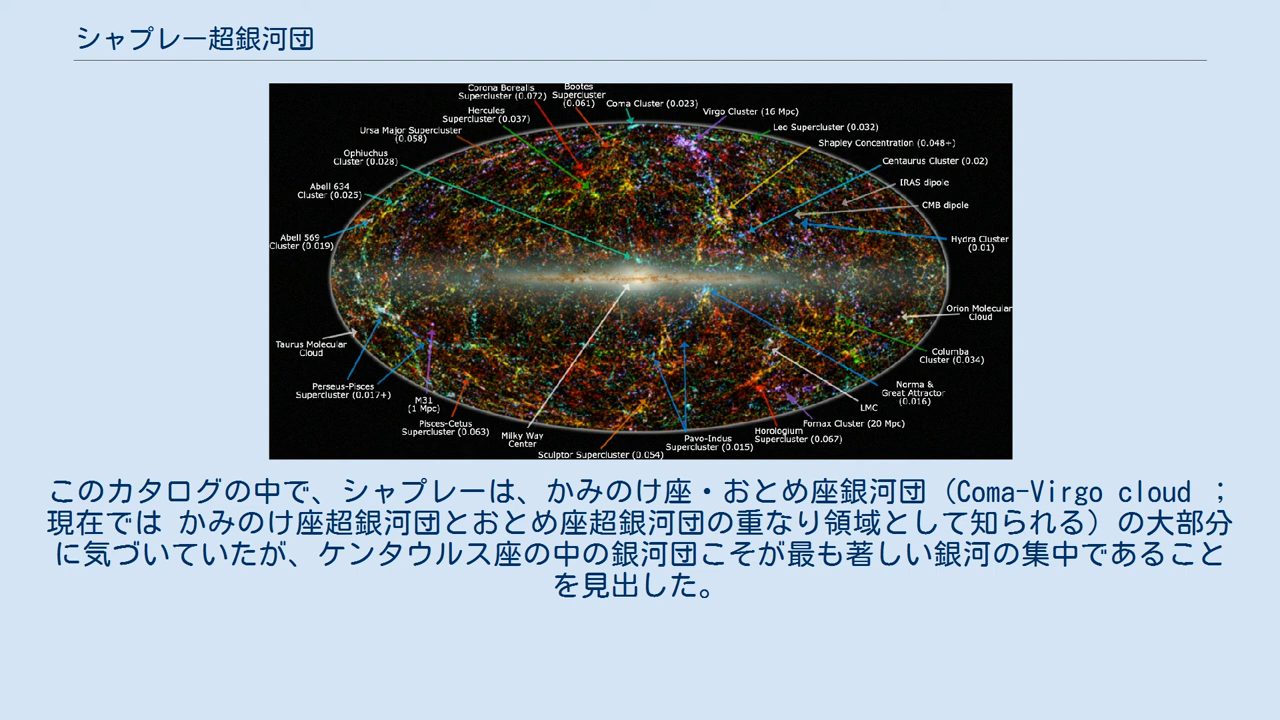 シャプレー超銀河団
Corona Borealis
Supercluster (0.072)
Bootes
Supercluster
(0.061)
Coma Cluster (0.023)
Virgo Cluster (16 Mpc)
Hercules
Supercluster (0.037)
Leo Supercluster (0.032)
Ursa Major Supercluster
(0.058)
Shapley Concentration (0.048+)
Ophiuchus
Cluster (0.028)
Centaurus Cluster (0.02)
Abell 634
Cluster (0.025)
IRAS dipole
CMB dipole
Abell 569
Cluster (0.019)
Hydra Cluster
(0.01)
Orion Molecular
Cloud
Taurus Molecular
Cloud
Columba
Cluster (0.034)
Perseus-Pisces
Supercluster (0.017+)
Norma &
Great Attractor
(0.016)
M31
(1 Mpc)
LMC
Pisces-Cetus
Supercluster (0.063)
Fornax Cluster (20 Mpc)
Milky Way
Center
Horologium
Supercluster (0.067)
Pavo-Indus
Supercluster (0.015)
Sculptor Supercluster (0.054)
このカタログの中で、シャプレーは、かみのけ座・おとめ座銀河団（Coma-Virgo cloud ；
現在では かみのけ座超銀河団とおとめ座超銀河団の重なり領域として知られる）の大部分
に気づいていたが、ケンタウルス座の中の銀河団こそが最も著しい銀河の集中であること
を見出した。